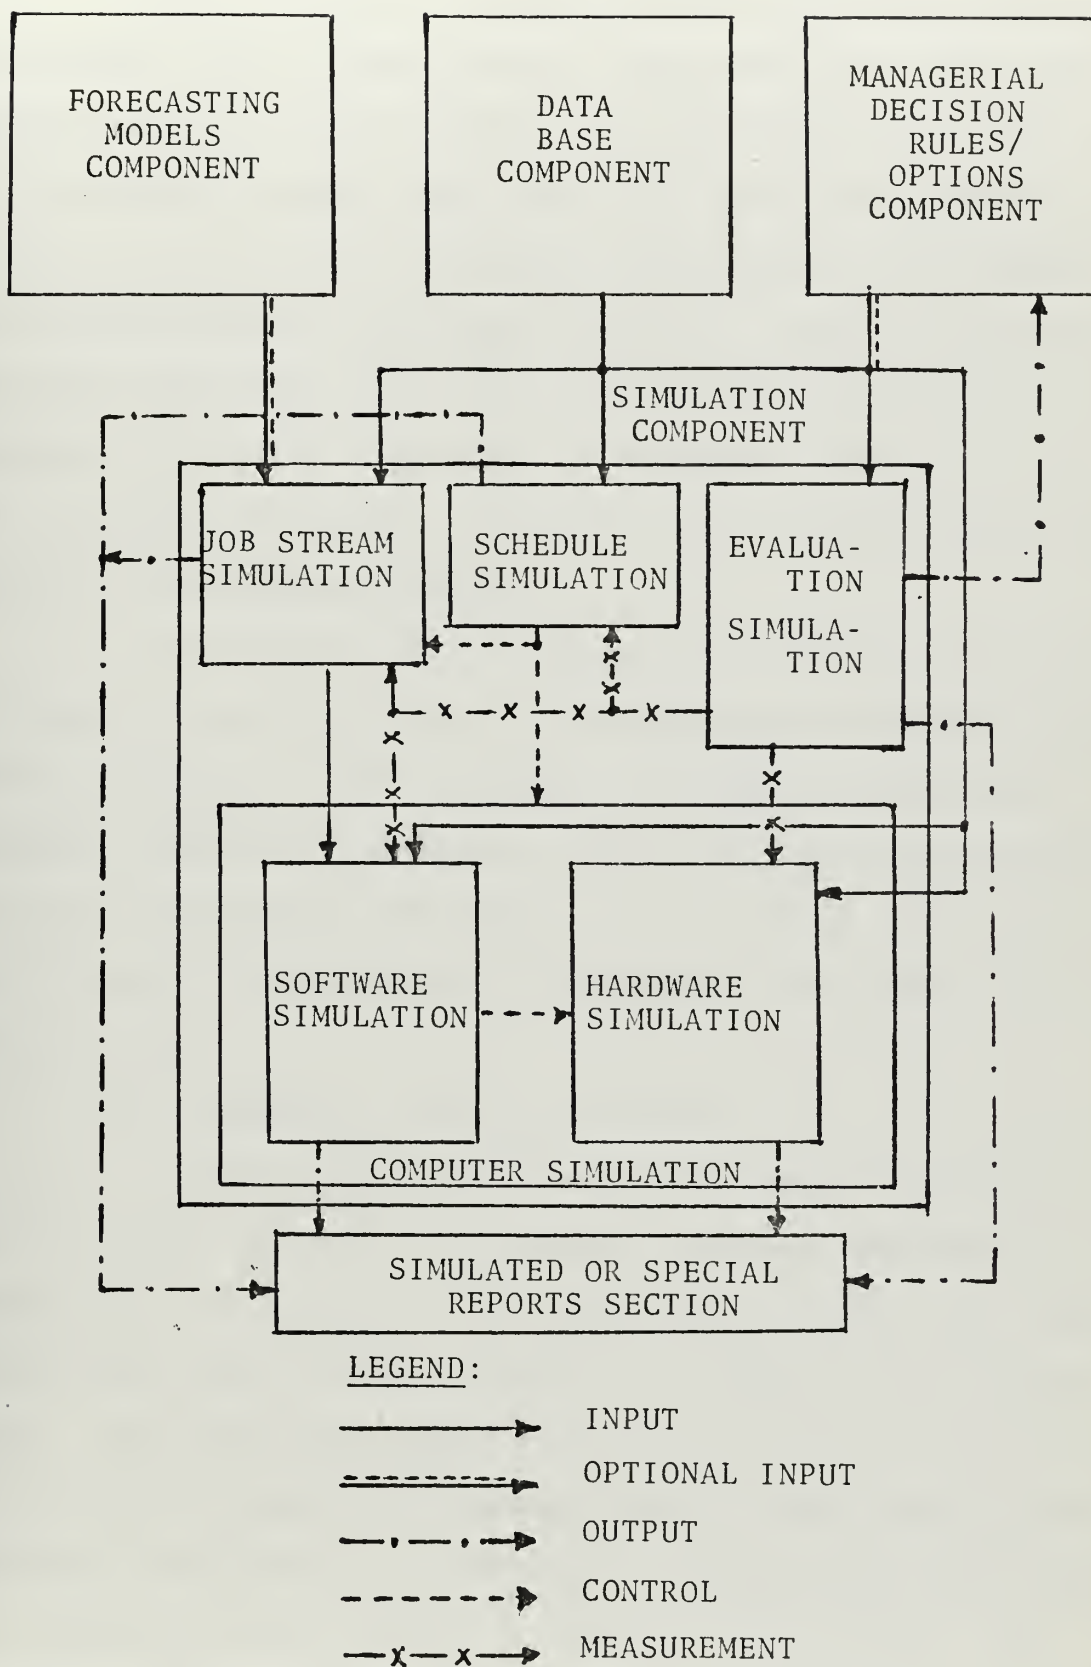 FORECASTING
MODELS
COMPONENT
DATA
BASE
COMPONENT
MANAGERIAL
DECISION
RULES/
OPTIONS
COMPONENT
SIMULATION
COMPONENT
JOB STREAM
SIMULATION
SCHEDULE
SIMULATION
EVALUA-
TION
SIMULA-
TION
SOFTWARE
SIMULATION
HARDWARE
SIMULATION
COMPUTER SIMULATION
SIMULATED OR SPECIAL
REPORTS SECTION
LEGEND:
INPUT
OPTIONAL INPUT
OUTPUT
CONTROL
MEASUREMENT